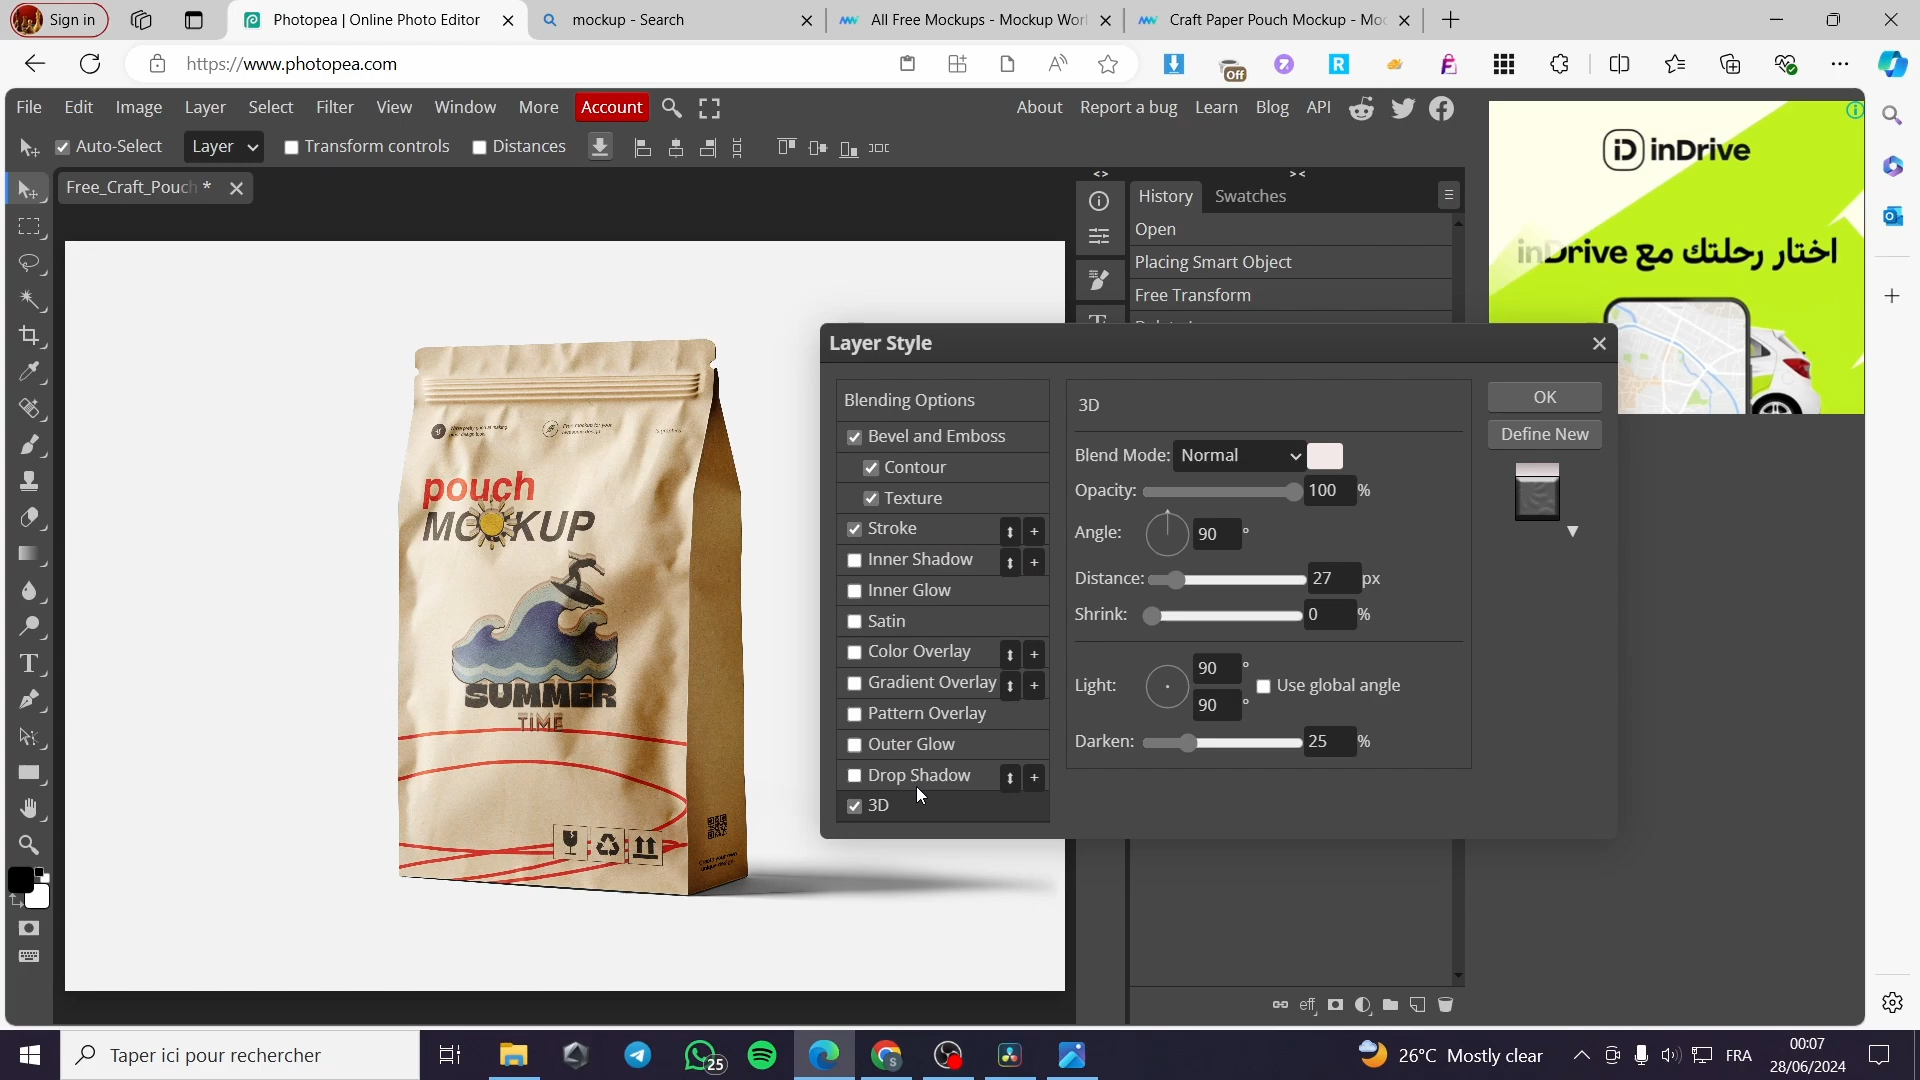 Sign in
Photopea | Online Photo Editor
mockup - Search
All Free Mockups - Mockup Worl
Craft Paper Pouch Mockup - Moc
https://www.photopea.com
Off
File Edit Image Layer Select Filter View Window More Account
About Report a bug Learn Blog API
Auto-Select Layer Transform controls Distances
Free_Craft_Pouch *
History Swatches
Open
Placing Smart Object
Free Transform
inDrive
اختار رحلتك مع inDrive
Layer Style
Blending Options
Bevel and Emboss
Contour
Texture
Stroke
Inner Shadow
Inner Glow
Satin
Color Overlay
Gradient Overlay
Pattern Overlay
Outer Glow
Drop Shadow
3D
3D
Blend Mode: Normal
Opacity: 100 %
Angle: 90 °
Distance: 27 px
Shrink: 0 %
Light: 90 °
90 °
Use global angle
Darken: 25 %
OK
Define New
pouch
MOCKUP
SUMMER
TIME
eff
Taper ici pour rechercher
25
26°C Mostly clear
FRA
00:07
28/06/2024